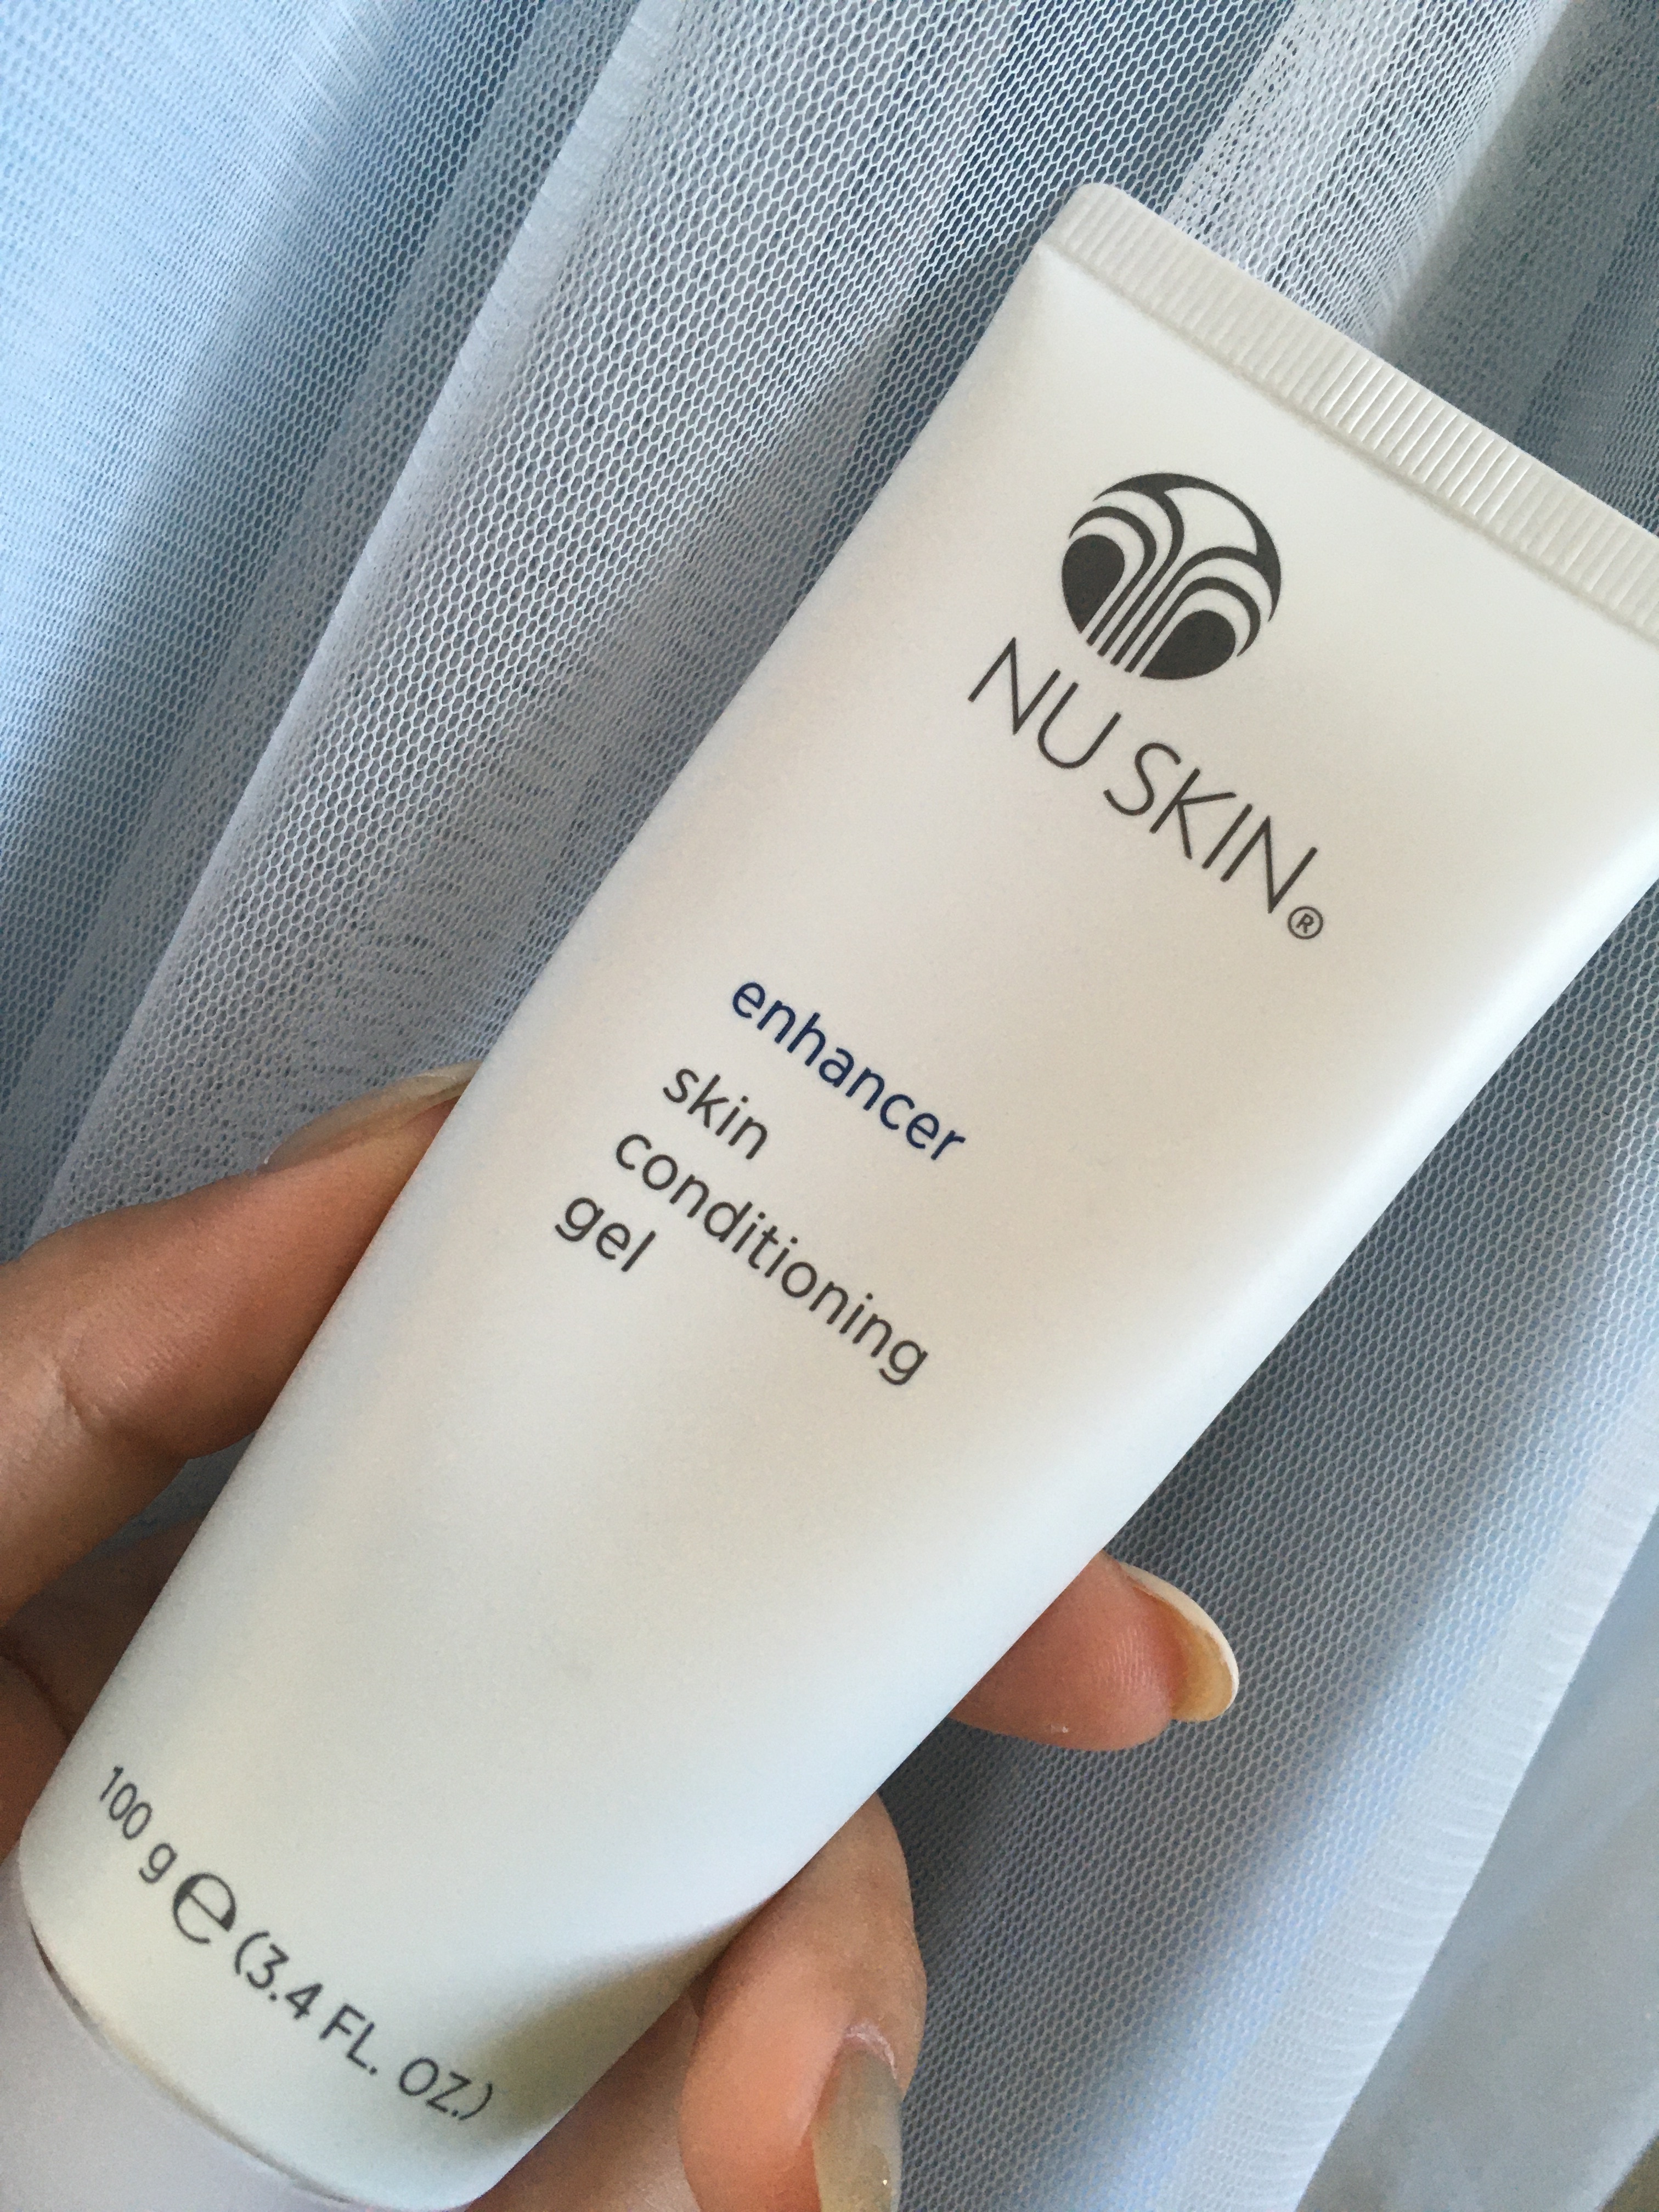 NU SKIN®
enhancer
skin
conditioning
gel
100 g ℮ (3.4 FL. OZ.)